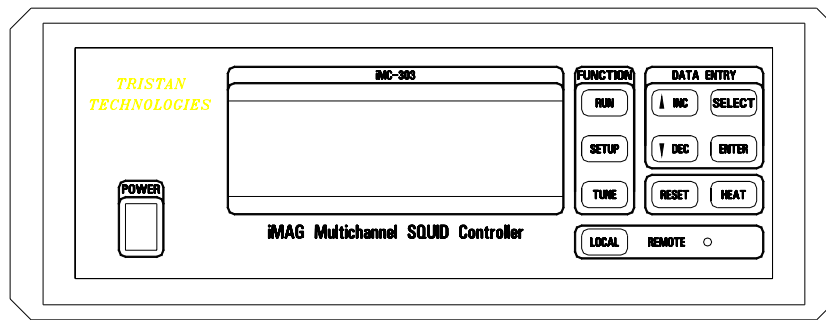 TRISTAN
TECHNOLOGIES
iMC-303
FUNCTION
DATA ENTRY
RUN
INC
SELECT
SETUP
DEC
ENTER
TUNE
RESET
HEAT
POWER
iMAG Multichannel SQUID Controller
LOCAL
REMOTE